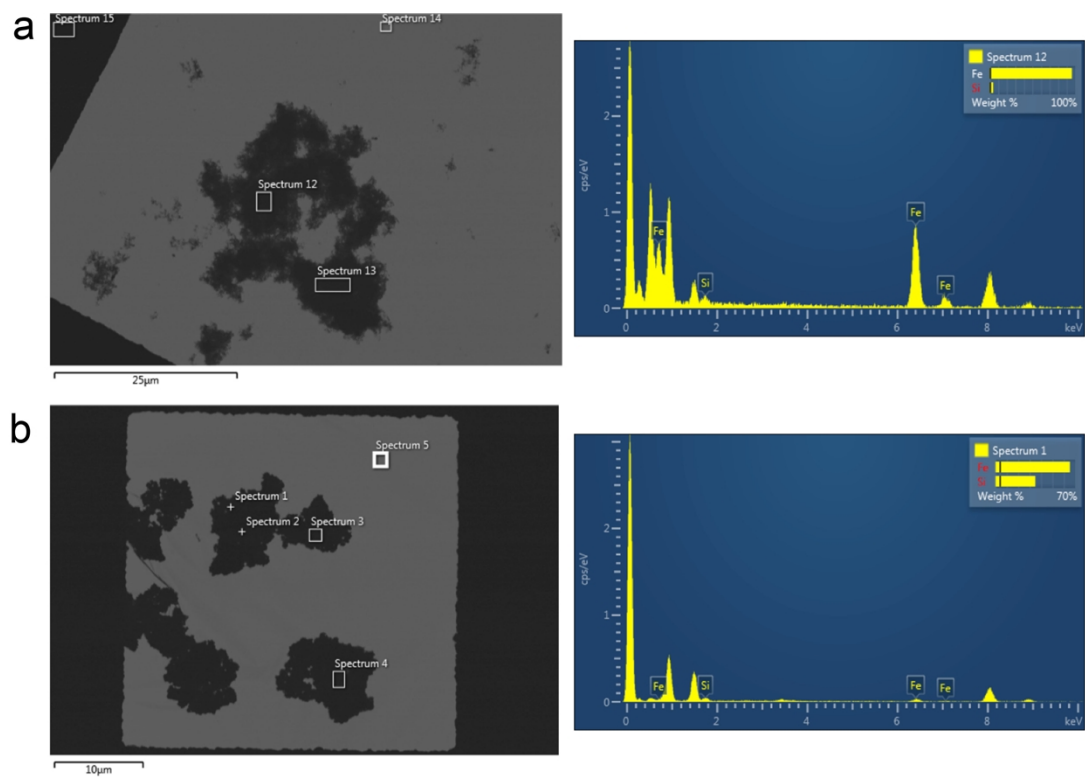 a
Spectrum 15
Spectrum 14
Spectrum 12
Spectrum 13
25µm
Spectrum 12
Fe
Si
Weight % 100%
cps/eV
2
1
0
Fe
Si
Fe
Fe
0 2 4 6 8 keV
b
Spectrum 5
Spectrum 1
Spectrum 2
Spectrum 3
Spectrum 4
10µm
Spectrum 1
Fe
Si
Weight % 70%
cps/eV
2
1
0
Fe
Si
Fe
Fe
0 2 4 6 8 keV